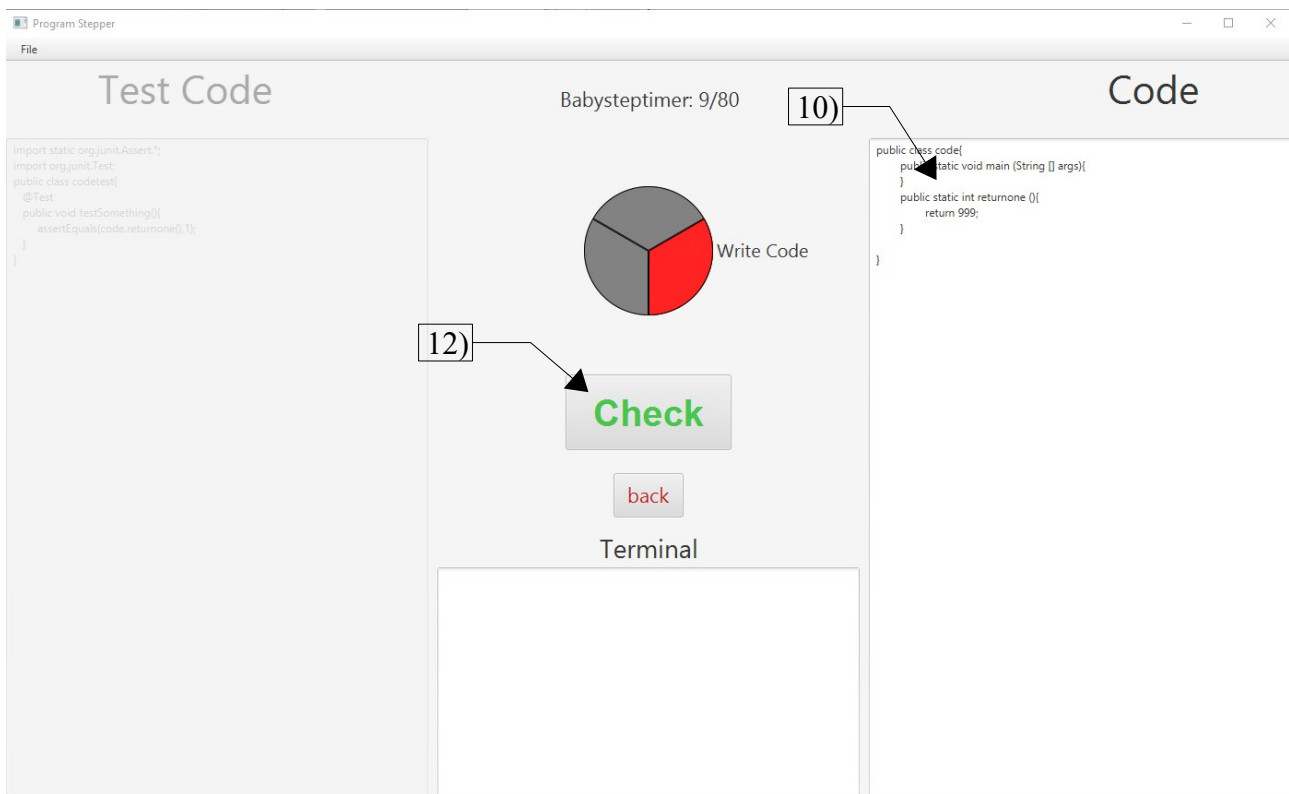 Program Stepper
File
Test Code
Babysteptimer: 9/80
10)
Code
import static org.junit.Assert.*;
import org.junit.Test;
public class codetest{
@Test
public void testSomething(){
assertEquals(code.returnone(),1);
}
}
public class code{
public static void main (String [] args){
}
public static int returnone (){
return 999;
}
}
Write Code
12)
Check
back
Terminal